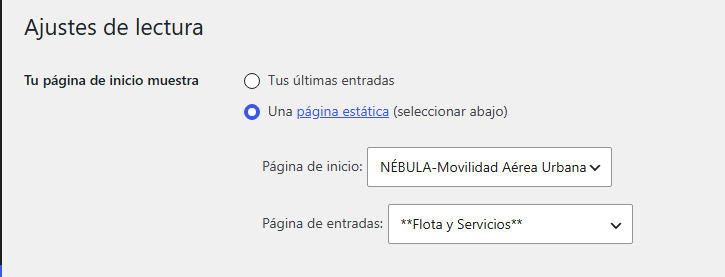 Ajustes de lectura
Tu página de inicio muestra
Tus últimas entradas
Una página estática (seleccionar abajo)
Página de inicio: NÉBULA-Movilidad Aérea Urbana
Página de entradas: **Flota y Servicios**